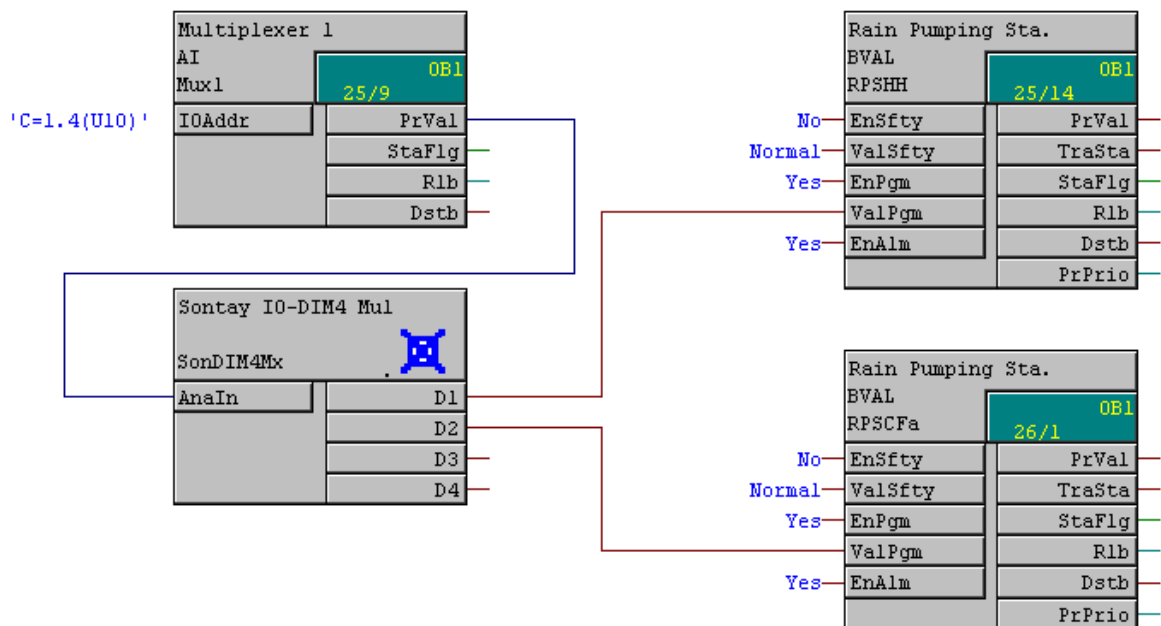 Multiplexer 1
AI
Mux1
OB1
25/9
'C=1.4(U10)'
IOAddr
PrVal
StaFlg
Rlb
Dstb
Sontay IO-DIM4 Mul
SonDIM4Mx
.
AnaIn
D1
D2
D3
D4
Rain Pumping Sta.
BVAL
RPSHH
OB1
25/14
No EnSfty PrVal
Normal ValSfty TraSta
Yes EnPgm StaFlg
ValPgm Rlb
Yes EnAlm Dstb
PrPrio
Rain Pumping Sta.
BVAL
RPSCFa
OB1
26/1
No EnSfty PrVal
Normal ValSfty TraSta
Yes EnPgm StaFlg
ValPgm Rlb
Yes EnAlm Dstb
PrPrio